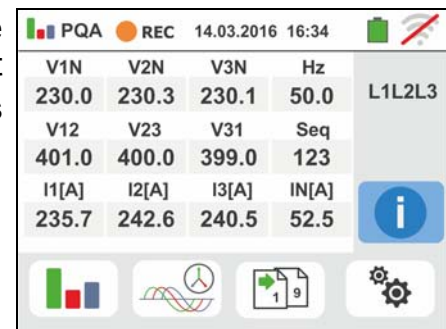 PQA REC 14.03.2016 16:34
V1N V2N V3N Hz
230.0 230.3 230.1 50.0 L1L2L3
V12 V23 V31 Seq
401.0 400.0 399.0 123
I1[A] I2[A] I3[A] IN[A]
235.7 242.6 240.5 52.5
i
1 9